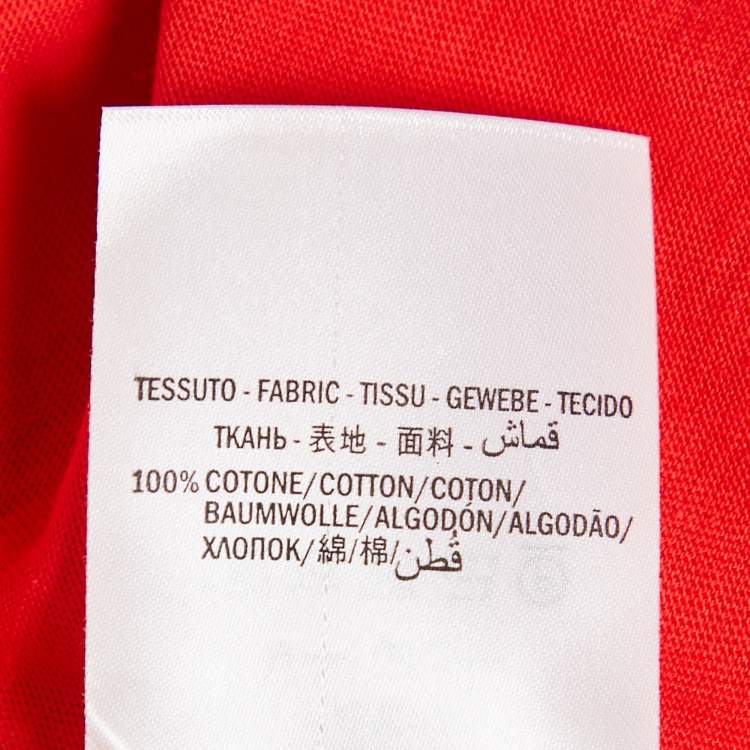 TESSUTO - FABRIC - TISSU - GEWEBE - TECIDO
ТКАНЬ - 表地 - 面料 - قماش
100% COTONE/COTTON/COTON/
BAUMWOLLE/ALGODÓN/ALGODÃO/
ХЛОПОК/綿/棉/قُطن